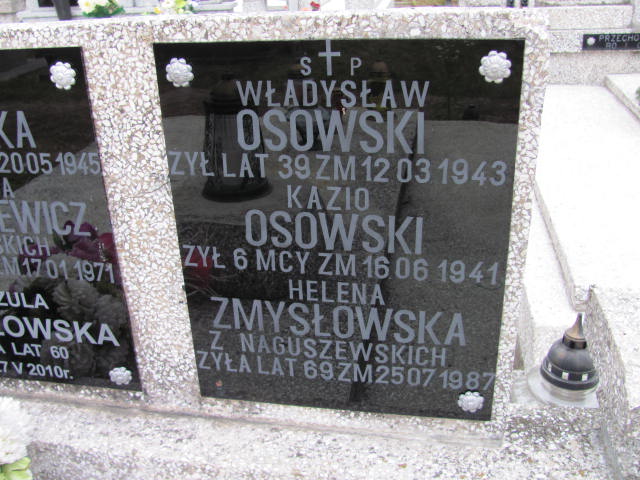 KA
20.05 1945
A
EWICZ
SKICH
ZM 17 01 1971
ZULA
ŁOWSKA
A LAT 60
7 V 2010r.
S P
WŁADYSŁAW
OSOWSKI
ŻYŁ LAT 39 ZM 12 03 1943
KAZIO
OSOWSKI
ŻYŁ 6 MCY ZM 16 06 1941
HELENA
ZMYSŁOWSKA
Z NAGUSZEWSKICH
ŻYŁA LAT 69 ZM 25 07 1987
PRZECHO